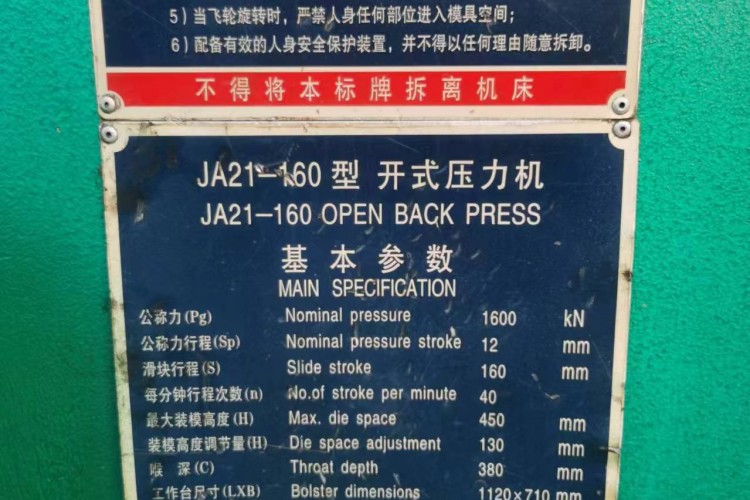 5）当飞轮旋转时，严禁人身任何部位进入模具空间；
6）配备有效的人身安全保护装置，并不得以任何理由随意拆卸。
不得将本标牌拆离机床
JA21-160型 开式压力机
JA21-160 OPEN BACK PRESS
基本参数
MAIN SPECIFICATION
公称力(Pg) Nominal pressure 1600 kN
公称力行程(Sp) Nominal pressure stroke 12 mm
滑块行程(S) Slide stroke 160 mm
每分钟行程次数(n) No.of stroke per minute 40
最大装模高度(H) Max. die space 450 mm
装模高度调节量(H) Die space adjustment 130 mm
喉 深(C) Throat depth 380 mm
工作台尺寸(LXB) Bolster dimensions 1120×710 mm